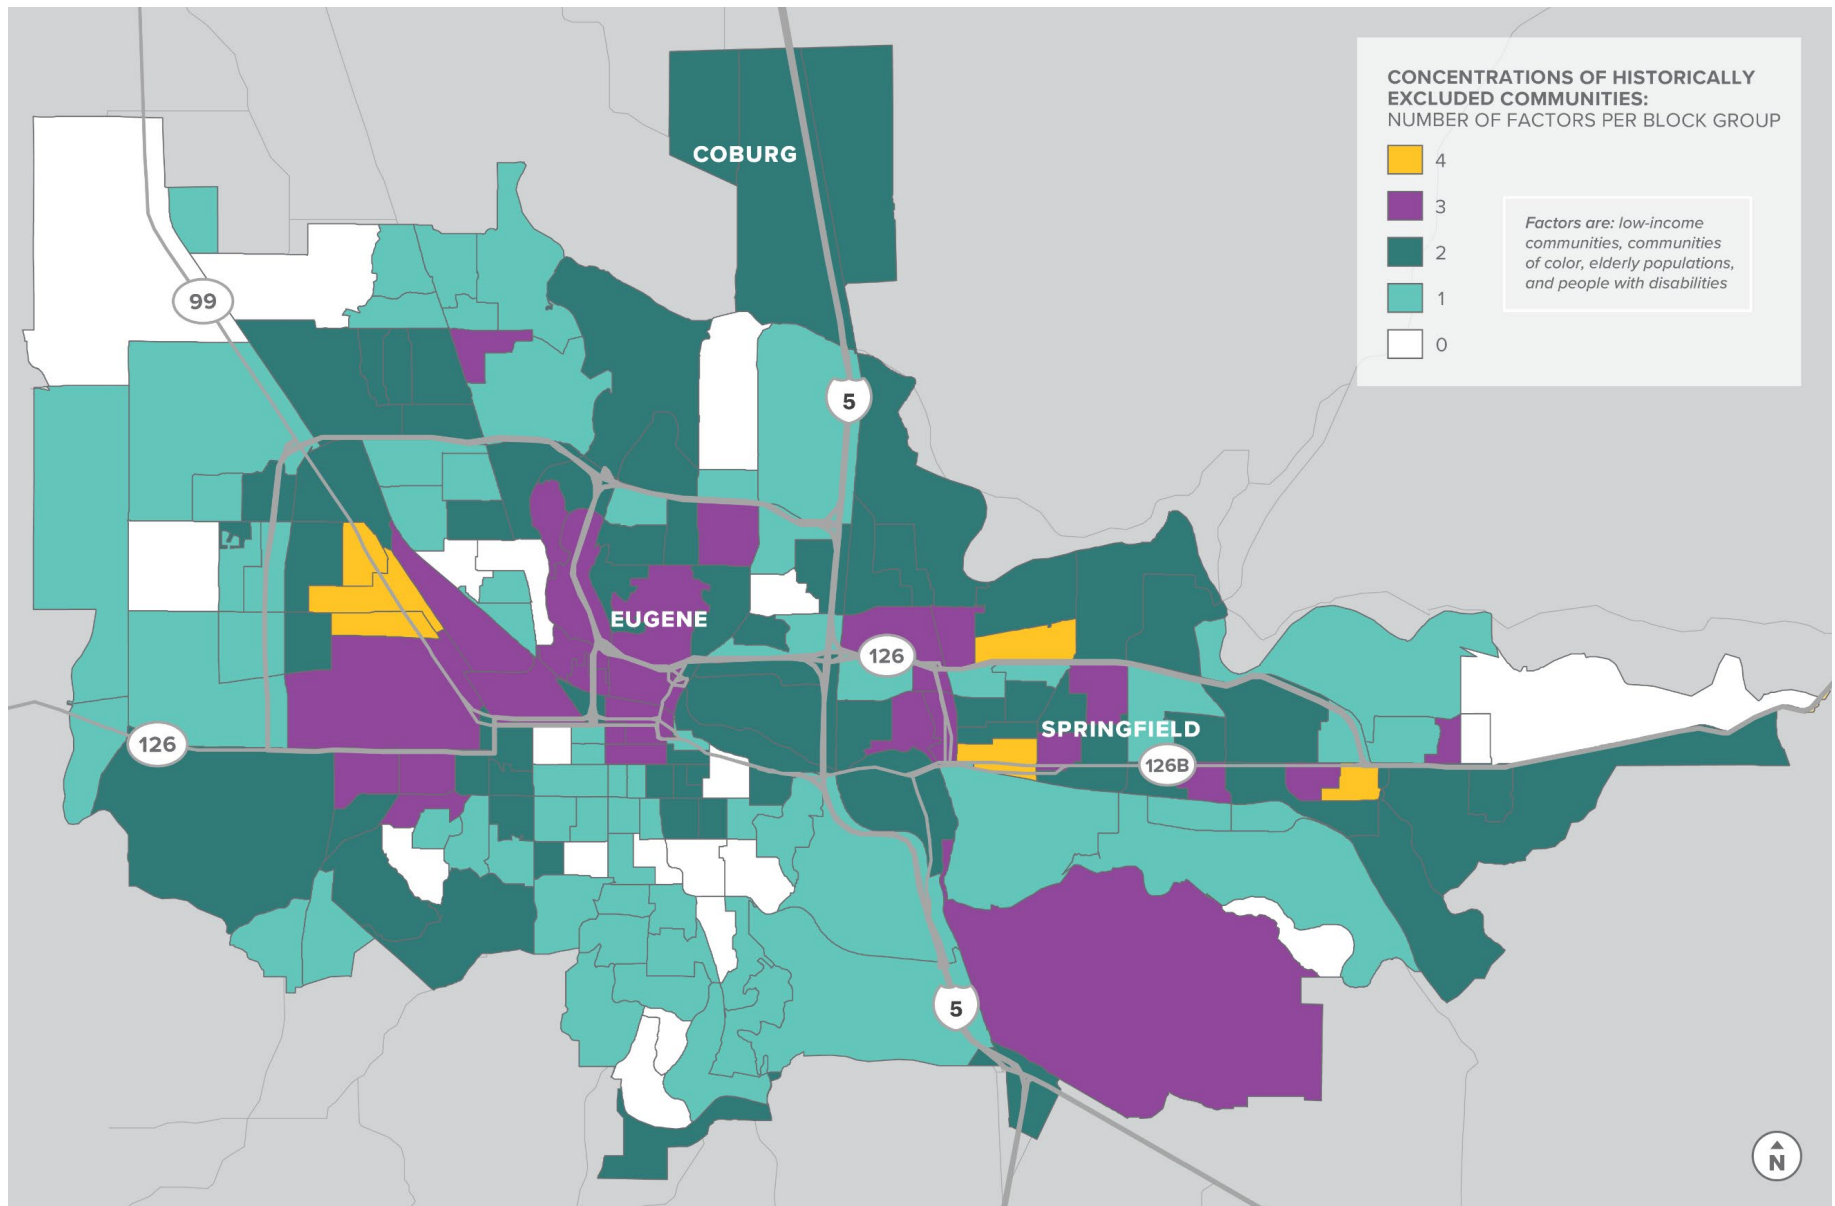 COBURG
CONCENTRATIONS OF HISTORICALLY
EXCLUDED COMMUNITIES:
NUMBER OF FACTORS PER BLOCK GROUP
4
3
2
1
0
Factors are: low-income
communities, communities
of color, elderly populations,
and people with disabilities
99
5
EUGENE
126
SPRINGFIELD
126
126B
5
N